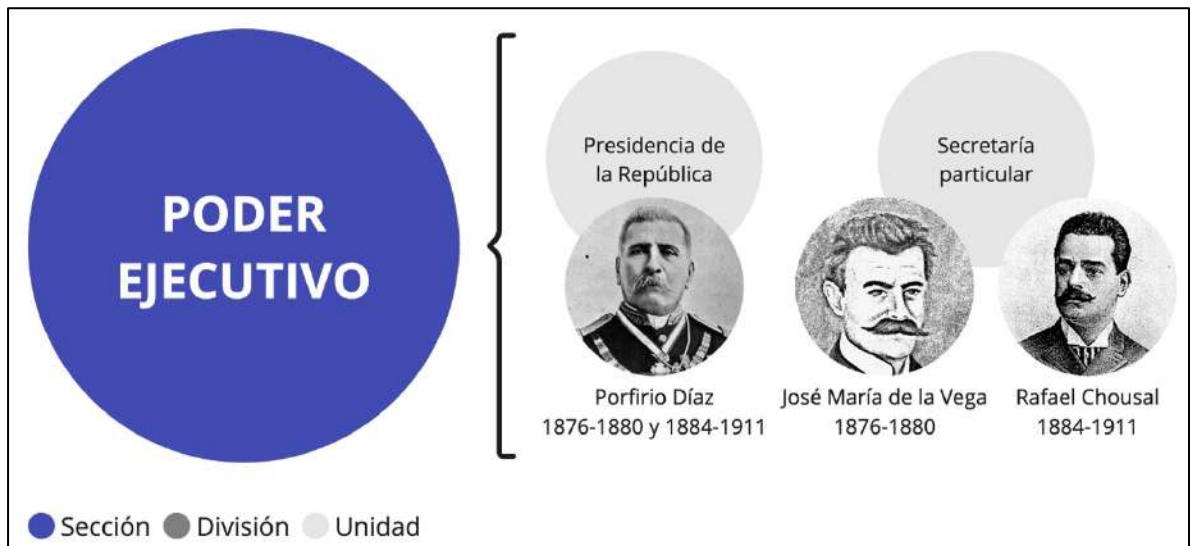 PODER
EJECUTIVO
Presidencia de
la República
Secretaría
particular
Porfirio Díaz
1876-1880 y 1884-1911
José María de la Vega
1876-1880
Rafael Chousal
1884-1911
Sección
División
Unidad